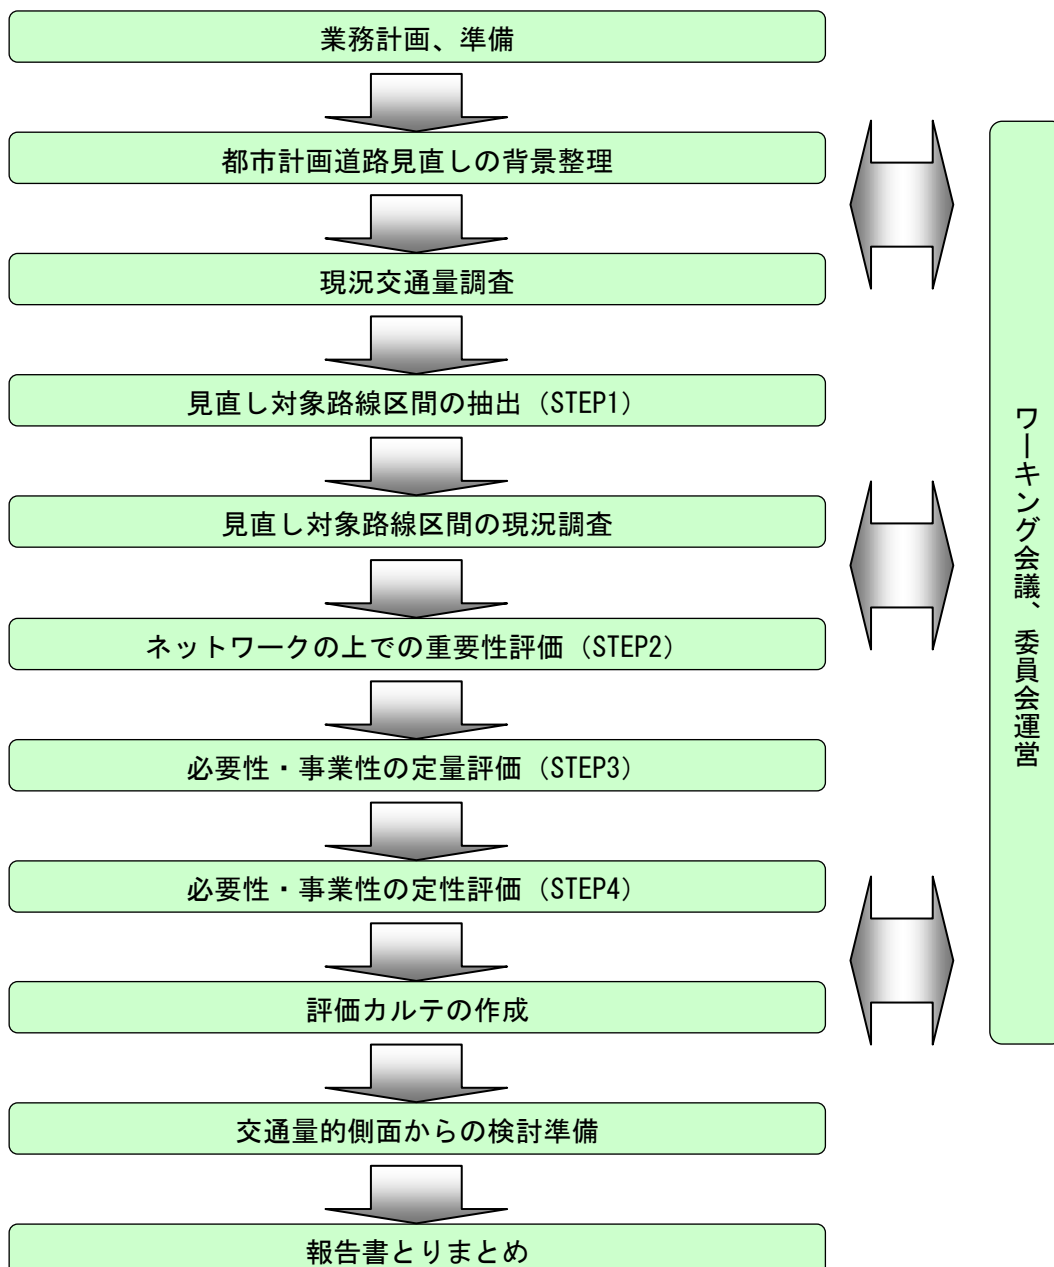 業務計画、準備
都市計画道路見直しの背景整理
現況交通量調査
見直し対象路線区間の抽出（STEP1）
見直し対象路線区間の現況調査
ネットワークの上での重要性評価（STEP2）
必要性・事業性の定量評価（STEP3）
必要性・事業性の定性評価（STEP4）
評価カルテの作成
交通量的側面からの検討準備
報告書とりまとめ
ワーキング会議、委員会運営